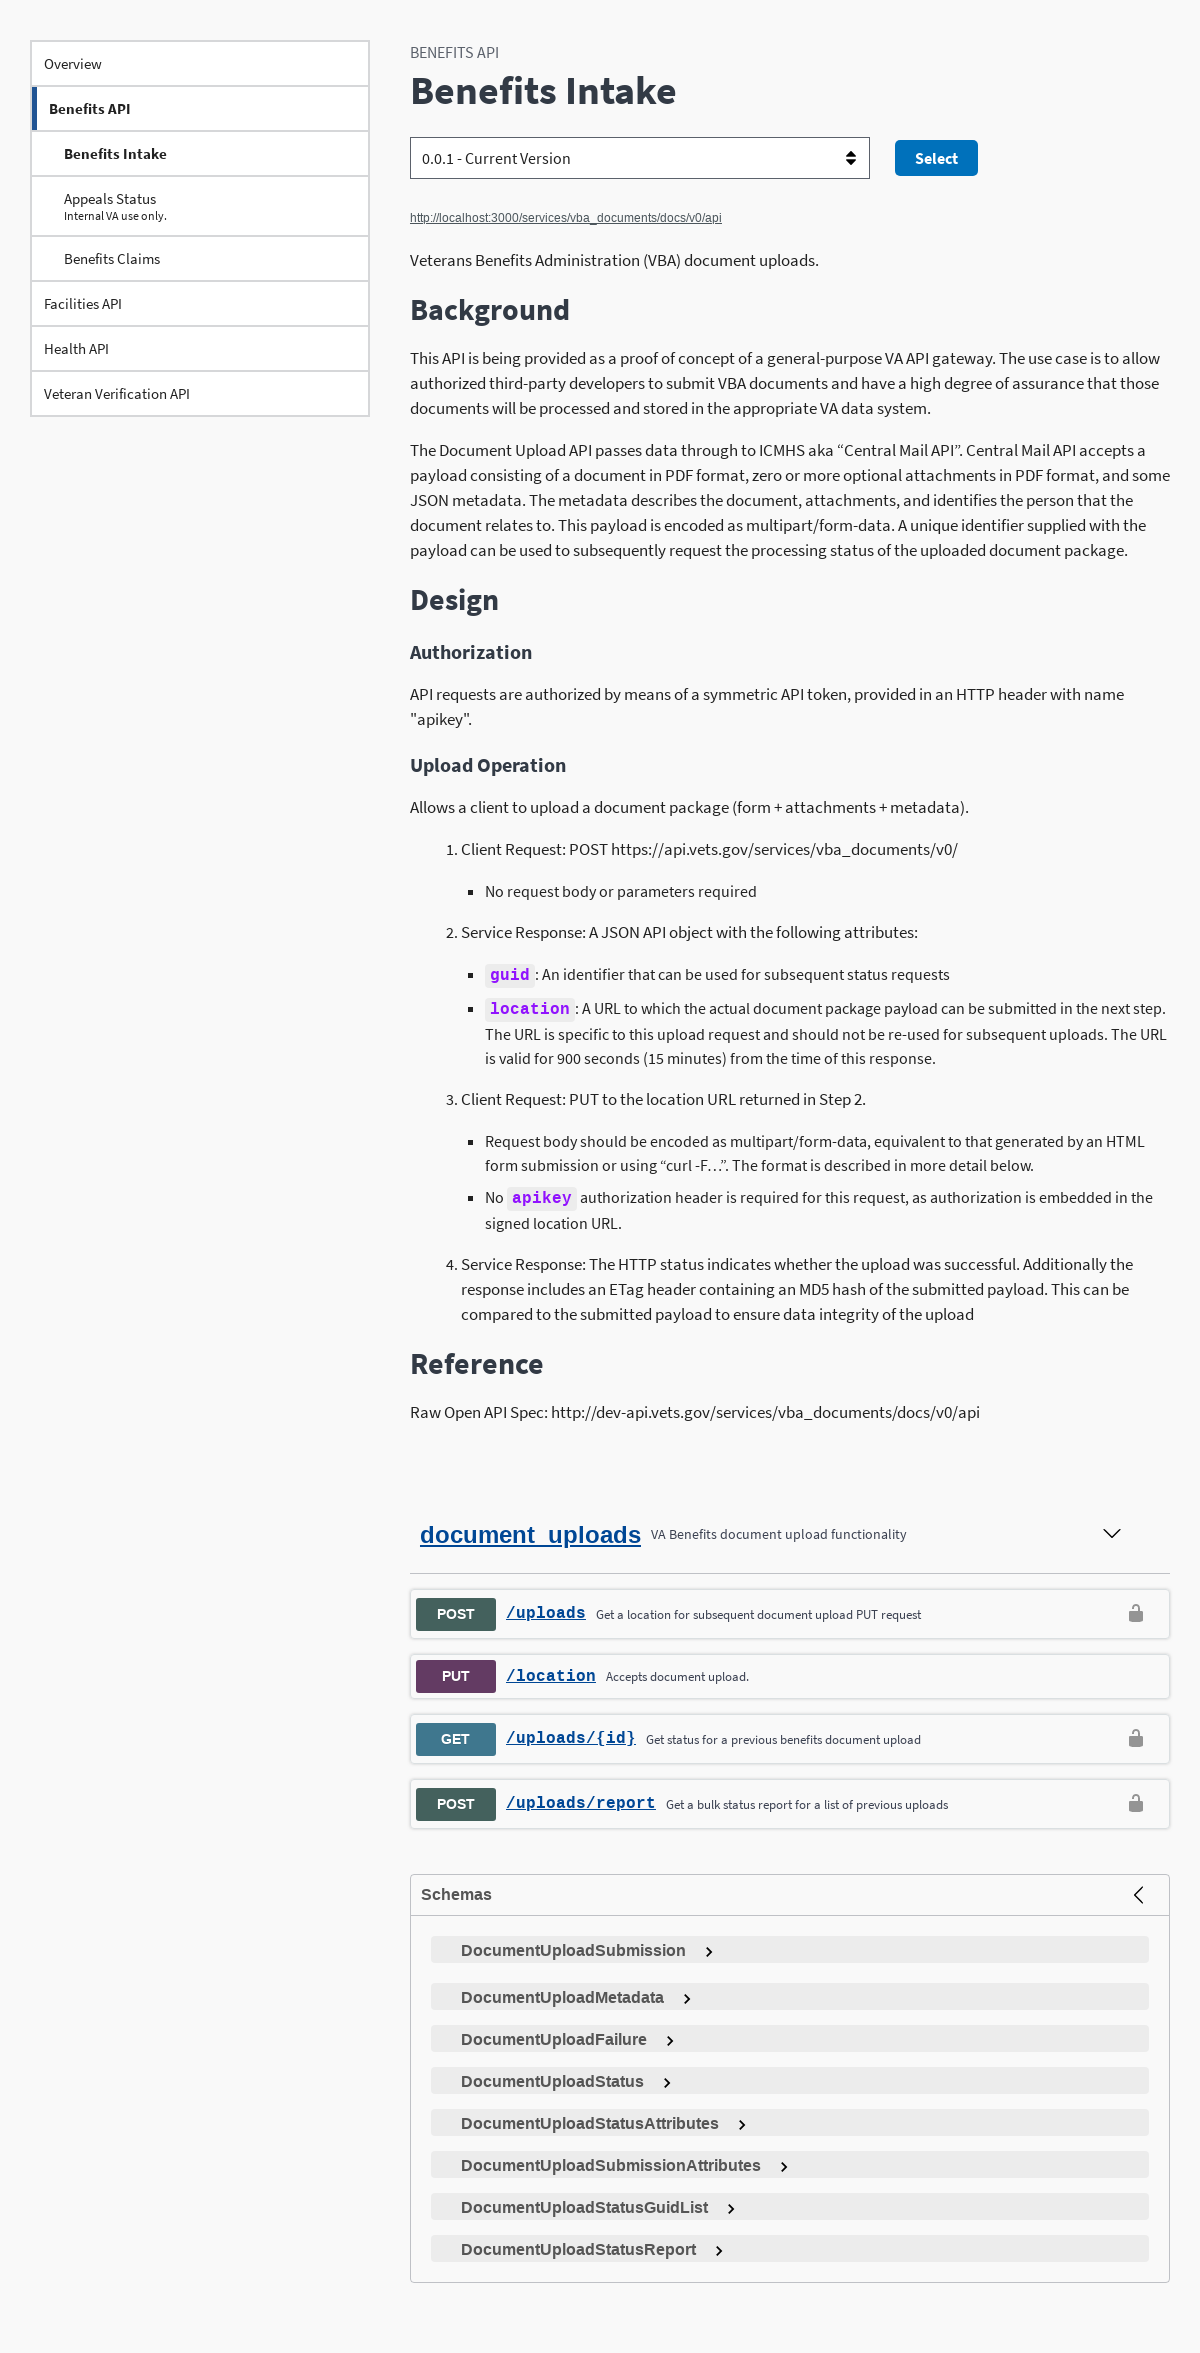 Overview
Benefits API
Benefits Intake
Appeals Status
Internal VA use only.
Benefits Claims
Facilities API
Health API
Veteran Verification API
BENEFITS API
Benefits Intake
0.0.1 - Current Version
Select
http://localhost:3000/services/vba_documents/docs/v0/api
Veterans Benefits Administration (VBA) document uploads.
Background
This API is being provided as a proof of concept of a general-purpose VA API gateway. The use case is to allow
authorized third-party developers to submit VBA documents and have a high degree of assurance that those
documents will be processed and stored in the appropriate VA data system.
The Document Upload API passes data through to ICMHS aka “Central Mail API”. Central Mail API accepts a
payload consisting of a document in PDF format, zero or more optional attachments in PDF format, and some
JSON metadata. The metadata describes the document, attachments, and identifies the person that the
document relates to. This payload is encoded as multipart/form-data. A unique identifier supplied with the
payload can be used to subsequently request the processing status of the uploaded document package.
Design
Authorization
API requests are authorized by means of a symmetric API token, provided in an HTTP header with name
"apikey".
Upload Operation
Allows a client to upload a document package (form + attachments + metadata).
1. Client Request: POST https://api.vets.gov/services/vba_documents/v0/
▪ No request body or parameters required
2. Service Response: A JSON API object with the following attributes:
▪ guid: An identifier that can be used for subsequent status requests
▪ location: A URL to which the actual document package payload can be submitted in the next step.
The URL is specific to this upload request and should not be re-used for subsequent uploads. The URL
is valid for 900 seconds (15 minutes) from the time of this response.
3. Client Request: PUT to the location URL returned in Step 2.
▪ Request body should be encoded as multipart/form-data, equivalent to that generated by an HTML
form submission or using “curl -F…”. The format is described in more detail below.
▪ No apikey authorization header is required for this request, as authorization is embedded in the
signed location URL.
4. Service Response: The HTTP status indicates whether the upload was successful. Additionally the
response includes an ETag header containing an MD5 hash of the submitted payload. This can be
compared to the submitted payload to ensure data integrity of the upload
Reference
Raw Open API Spec: http://dev-api.vets.gov/services/vba_documents/docs/v0/api
document_uploads VA Benefits document upload functionality
POST /uploads Get a location for subsequent document upload PUT request
PUT /location Accepts document upload.
GET /uploads/{id} Get status for a previous benefits document upload
POST /uploads/report Get a bulk status report for a list of previous uploads
Schemas
DocumentUploadSubmission
DocumentUploadMetadata
DocumentUploadFailure
DocumentUploadStatus
DocumentUploadStatusAttributes
DocumentUploadSubmissionAttributes
DocumentUploadStatusGuidList
DocumentUploadStatusReport